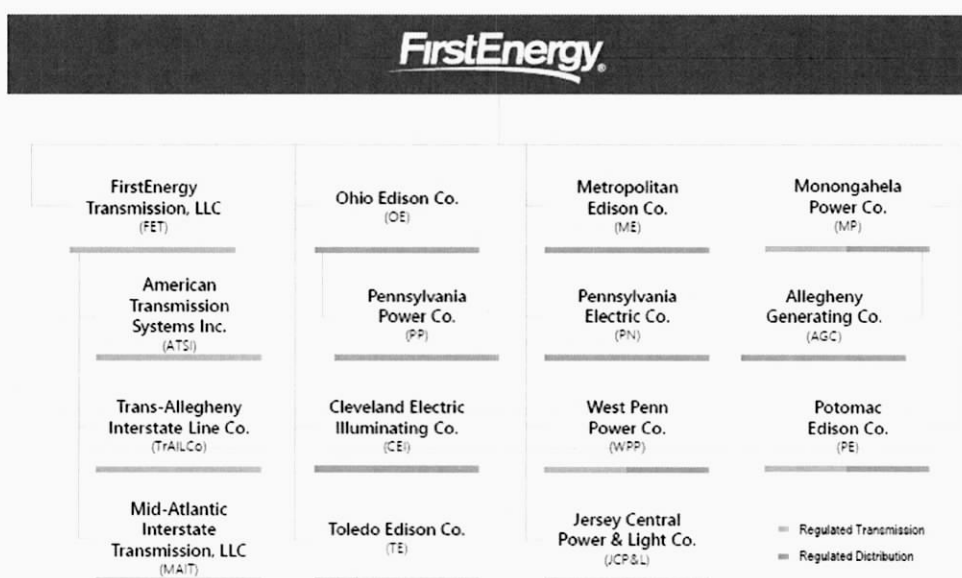 FirstEnergy®
FirstEnergy
Transmission, LLC
(FET)
Ohio Edison Co.
(OE)
Metropolitan
Edison Co.
(ME)
Monongahela
Power Co.
(MP)
American
Transmission
Systems Inc.
(ATSI)
Pennsylvania
Power Co.
(PP)
Pennsylvania
Electric Co.
(PN)
Allegheny
Generating Co.
(AGC)
Trans-Allegheny
Interstate Line Co.
(TrAILCo)
Cleveland Electric
Illuminating Co.
(CEI)
West Penn
Power Co.
(WPP)
Potomac
Edison Co.
(PE)
Mid-Atlantic
Interstate
Transmission, LLC
(MAIT)
Toledo Edison Co.
(TE)
Jersey Central
Power & Light Co.
(JCP&L)
Regulated Transmission
Regulated Distribution